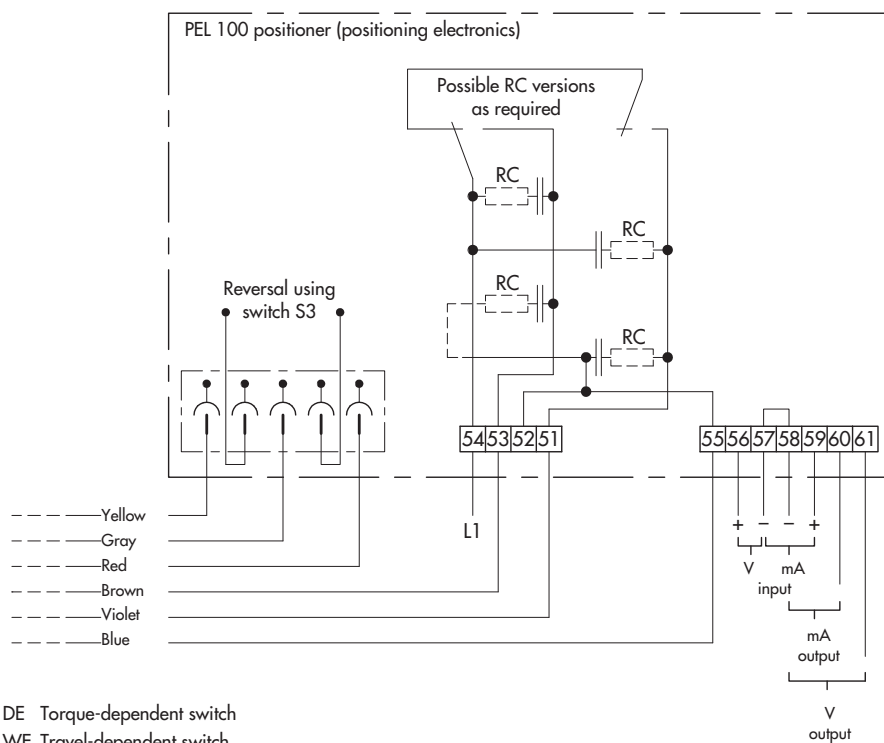 PEL 100 positioner (positioning electronics)
Possible RC versions
as required
RC
RC
RC
RC
Reversal using
switch S3
54 53 52 51
55 56 57 58 59 60 61
Yellow
Gray
Red
Brown
Violet
Blue
L1
+ − − +
V mA
input
mA
output
V
output
DE Torque-dependent switch
WE Travel-dependent switch